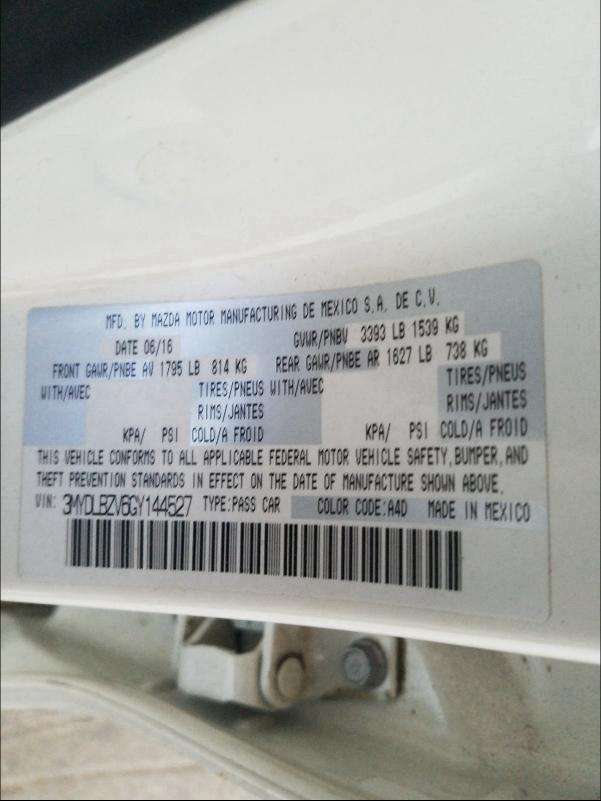 MFD. BY MAZDA MOTOR MANUFACTURING DE MEXICO S.A. DE C.V.
DATE 06/16 GVWR/PNBV 3393 LB 1539 KG
FRONT GAWR/PNBE AV 1795 LB 814 KG REAR GAWR/PNBE AR 1627 LB 738 KG
WITH/AVEC TIRES/PNEUS WITH/AVEC TIRES/PNEUS
RIMS/JANTES RIMS/JANTES
KPA/ PSI COLD/A FROID KPA/ PSI COLD/A FROID
THIS VEHICLE CONFORMS TO ALL APPLICABLE FEDERAL MOTOR VEHICLE SAFETY, BUMPER, AND
THEFT PREVENTION STANDARDS IN EFFECT ON THE DATE OF MANUFACTURE SHOWN ABOVE.
VIN: 3MYDLBZV6GY144527 TYPE:PASS CAR COLOR CODE:A4D MADE IN MEXICO